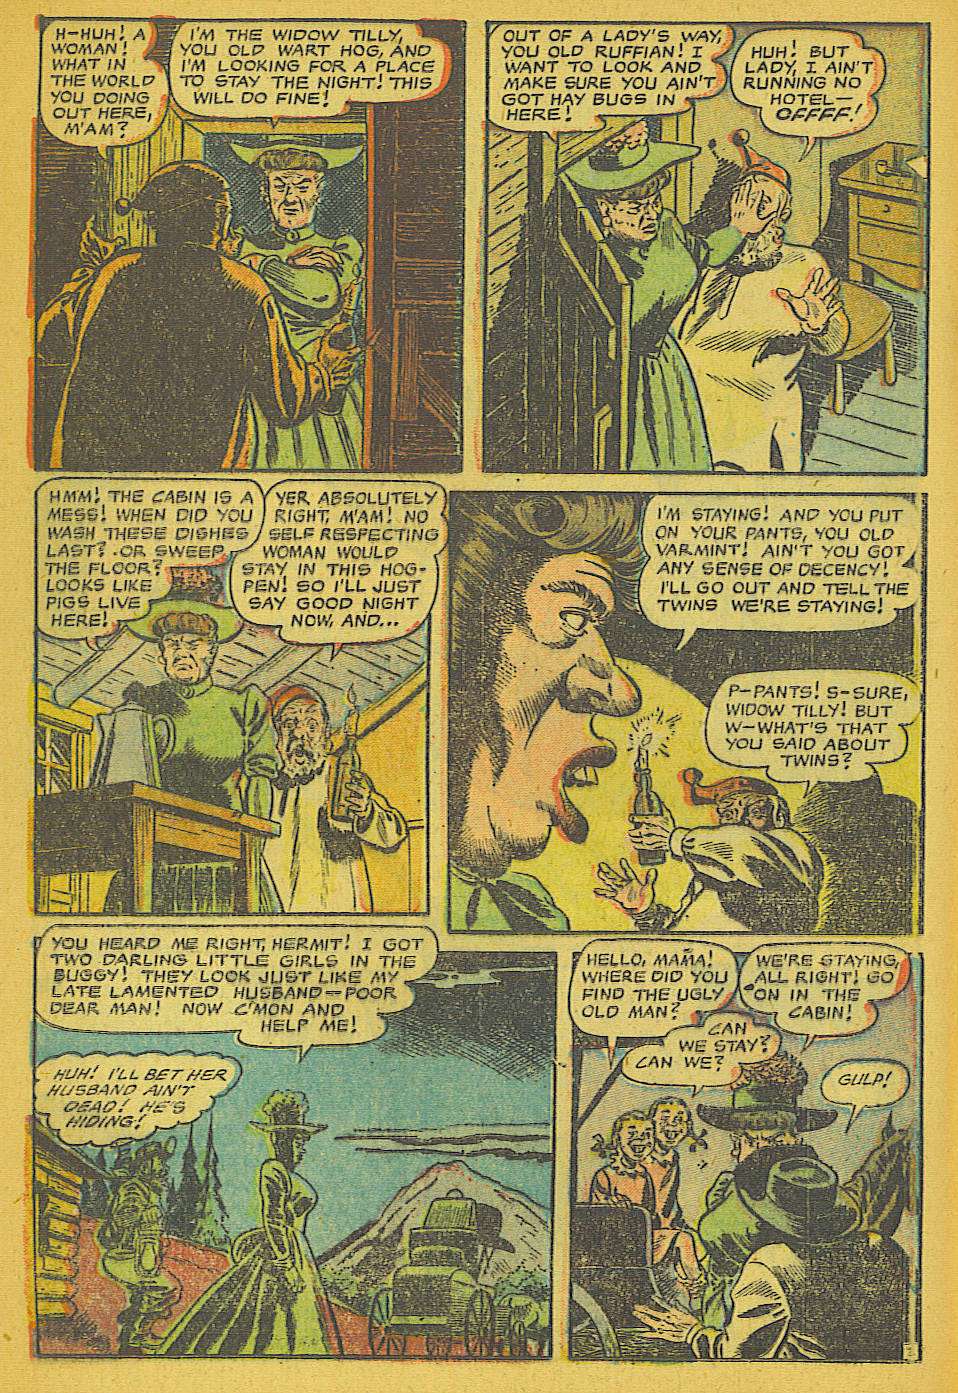 H-HUH! A
WOMAN!
WHAT IN
THE WORLD
YOU DOING
OUT HERE,
M'AM?
I'M THE WIDOW TILLY,
YOU OLD WART HOG, AND
I'M LOOKING FOR A PLACE
TO STAY THE NIGHT! THIS
WILL DO FINE!
OUT OF A LADY'S WAY,
YOU OLD RUFFIAN! I
WANT TO LOOK AND
MAKE SURE YOU AIN'T
GOT HAY BUGS IN
HERE!
HUH! BUT
LADY, I AIN'T
RUNNING NO
HOTEL—
OFFFF!
HMM! THE CABIN IS A
MESS! WHEN DID YOU
WASH THESE DISHES
LAST? OR SWEEP
THE FLOOR?
LOOKS LIKE
PIGS LIVE
HERE!
YER ABSOLUTELY
RIGHT, M'AM! NO
SELF RESPECTING
WOMAN WOULD
STAY IN THIS HOG-
PEN! SO I'LL JUST
SAY GOOD NIGHT
NOW, AND...
I'M STAYING! AND YOU PUT
ON YOUR PANTS, YOU OLD
VARMINT! AIN'T YOU GOT
ANY SENSE OF DECENCY!
I'LL GO OUT AND TELL THE
TWINS WE'RE STAYING!
P-PANTS! S-SURE,
WIDOW TILLY! BUT
W-WHAT'S THAT
YOU SAID ABOUT
TWINS?
YOU HEARD ME RIGHT, HERMIT! I GOT
TWO DARLING LITTLE GIRLS IN THE
BUGGY! THEY LOOK JUST LIKE MY
LATE LAMENTED HUSBAND—POOR
DEAR MAN! NOW C'MON AND
HELP ME!
HUH! I'LL BET HER
HUSBAND AIN'T
DEAD! HE'S
HIDING!
HELLO, MAMA!
WHERE DID YOU
FIND THE UGLY
OLD MAN?
CAN
WE STAY?
CAN WE?
WE'RE STAYING,
ALL RIGHT! GO
ON IN THE
CABIN!
GULP!